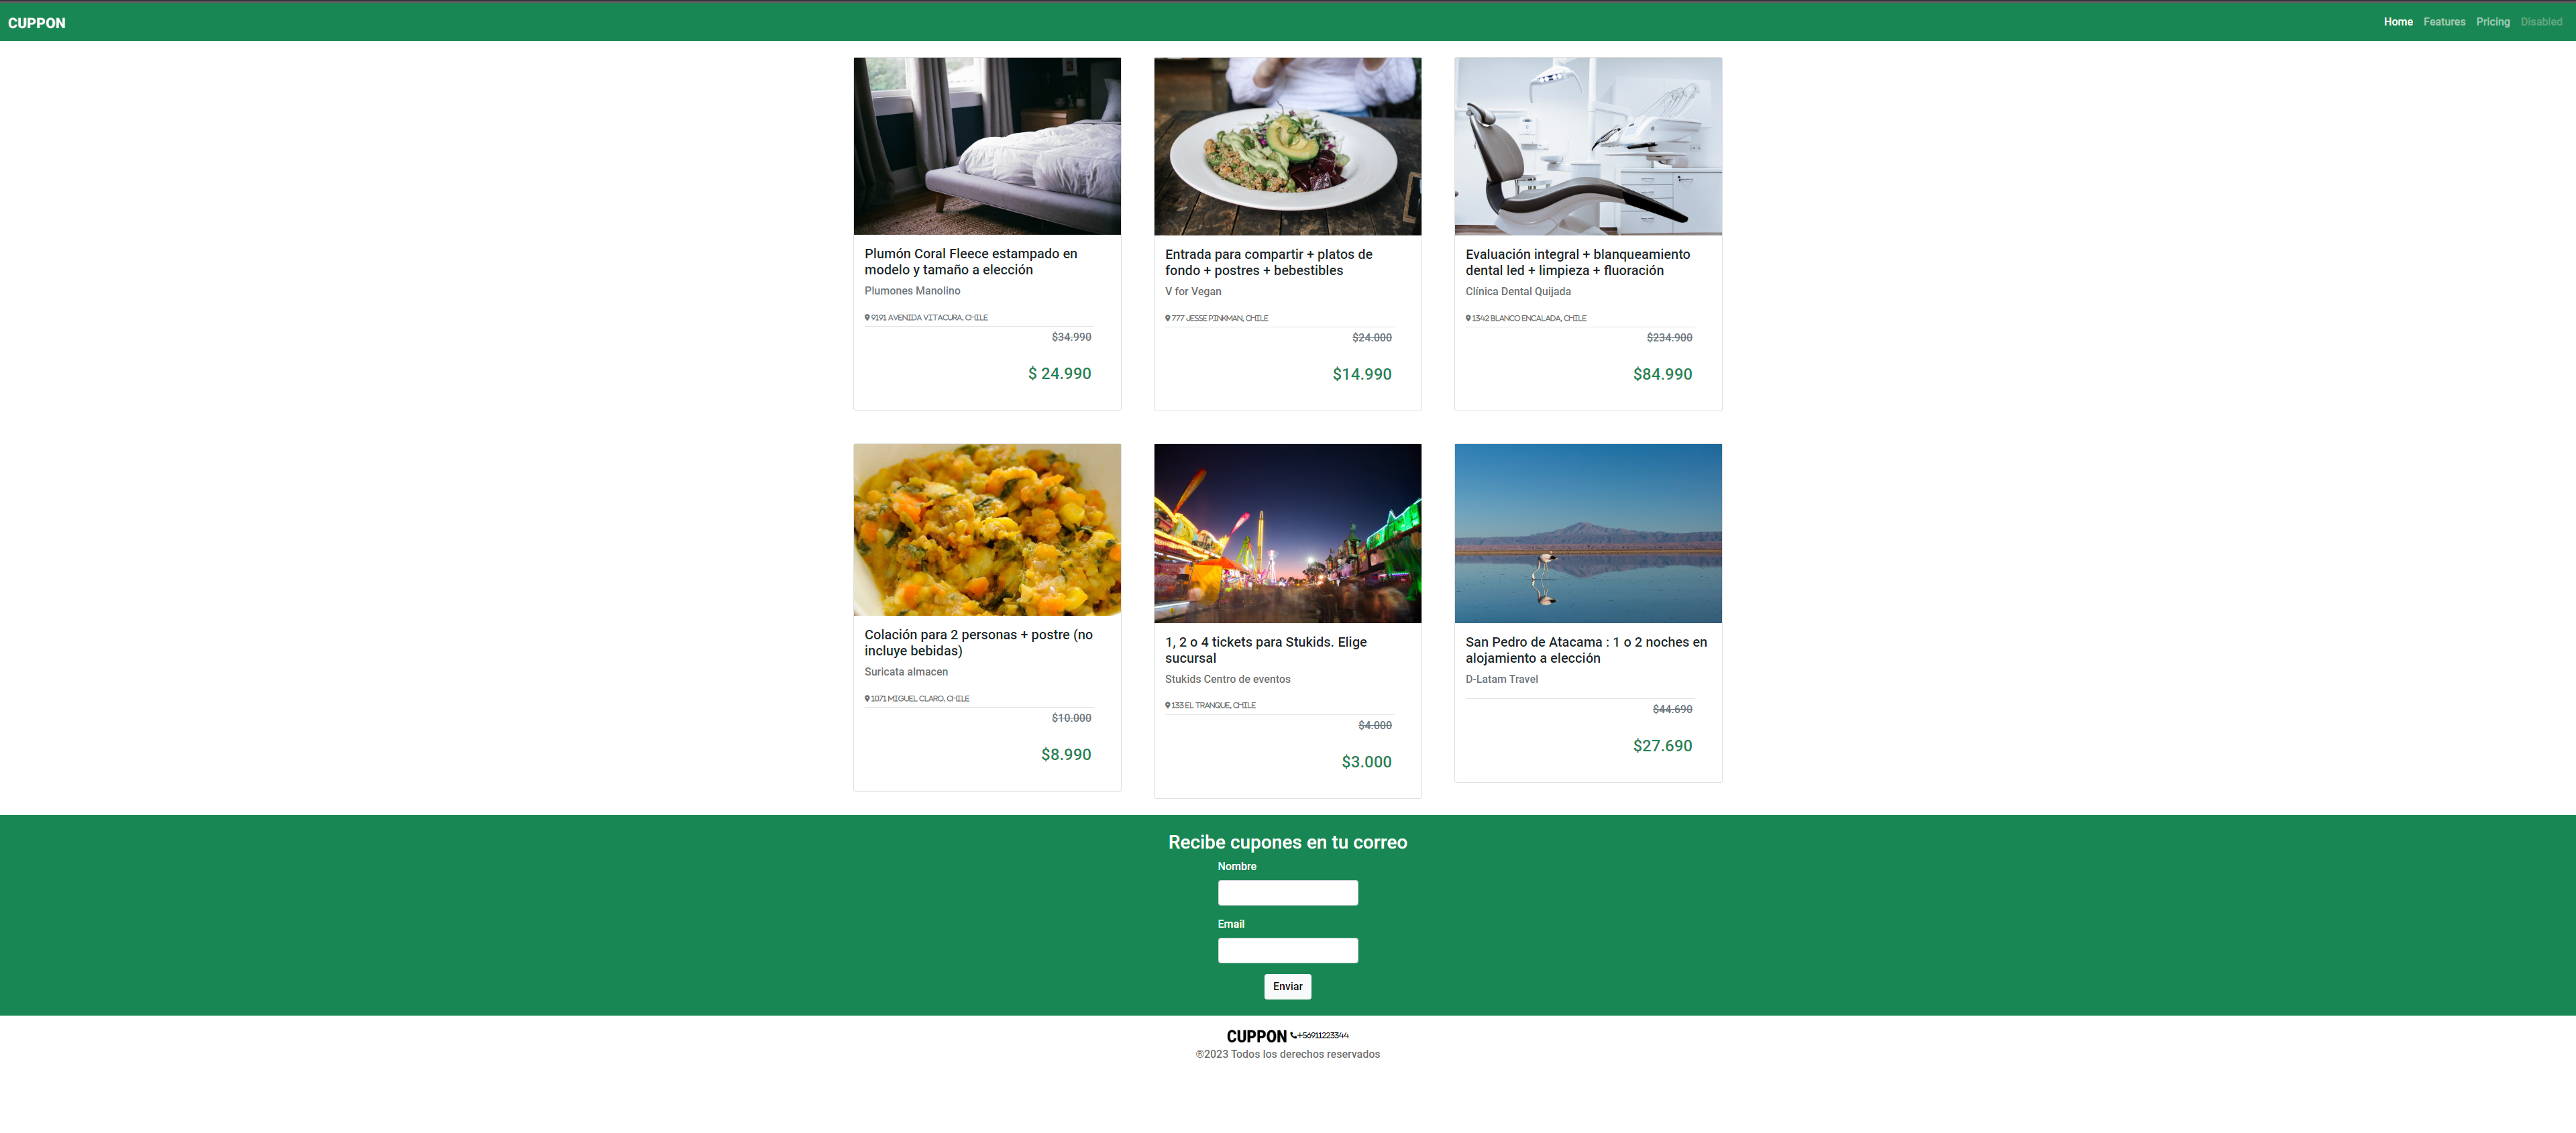 CUPPON
Home Features Pricing Disabled
Plumón Coral Fleece estampado en
modelo y tamaño a elección
Plumones Manolino
9191 AVENIDA VITACURA, CHILE
$34.990
$ 24.990
Entrada para compartir + platos de
fondo + postres + bebestibles
V for Vegan
777 JESSE PINKMAN, CHILE
$24.000
$14.990
Evaluación integral + blanqueamiento
dental led + limpieza + fluoración
Clínica Dental Quijada
1342 BLANCO ENCALADA, CHILE
$234.900
$84.990
Colación para 2 personas + postre (no
incluye bebidas)
Suricata almacen
1071 MIGUEL CLARO, CHILE
$10.000
$8.990
1, 2 o 4 tickets para Stukids. Elige
sucursal
Stukids Centro de eventos
133 EL TRANQUE, CHILE
$4.000
$3.000
San Pedro de Atacama : 1 o 2 noches en
alojamiento a elección
D-Latam Travel
$44.690
$27.690
Recibe cupones en tu correo
Nombre
Email
Enviar
CUPPON +56911223344
®2023 Todos los derechos reservados